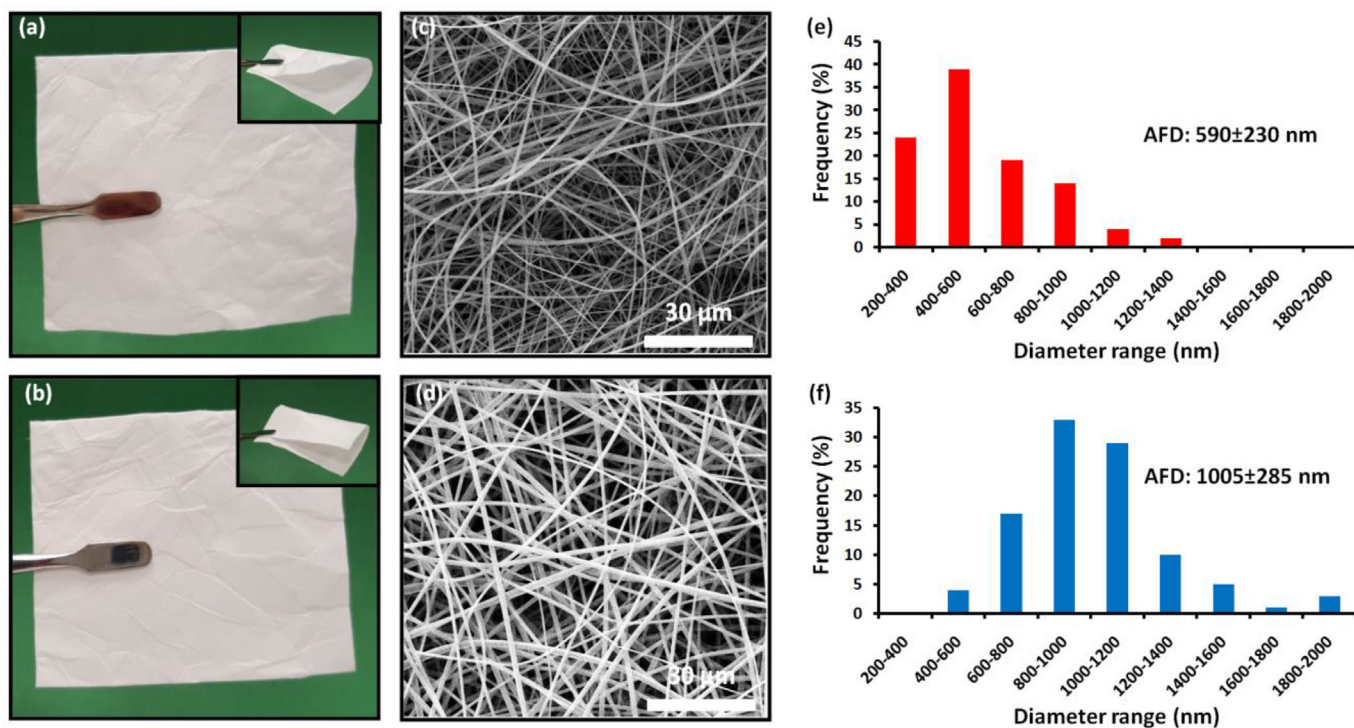 (a)
(c)
30 μm
(e)
45
40
35
30
25
20
15
10
5
0
Frequency (%)
AFD: 590±230 nm
200-400
400-600
600-800
800-1000
1000-1200
1200-1400
1400-1600
1600-1800
1800-2000
Diameter range (nm)
(b)
(d)
30 μm
(f)
35
30
25
20
15
10
5
0
Frequency (%)
AFD: 1005±285 nm
200-400
400-600
600-800
800-1000
1000-1200
1200-1400
1400-1600
1600-1800
1800-2000
Diameter range (nm)